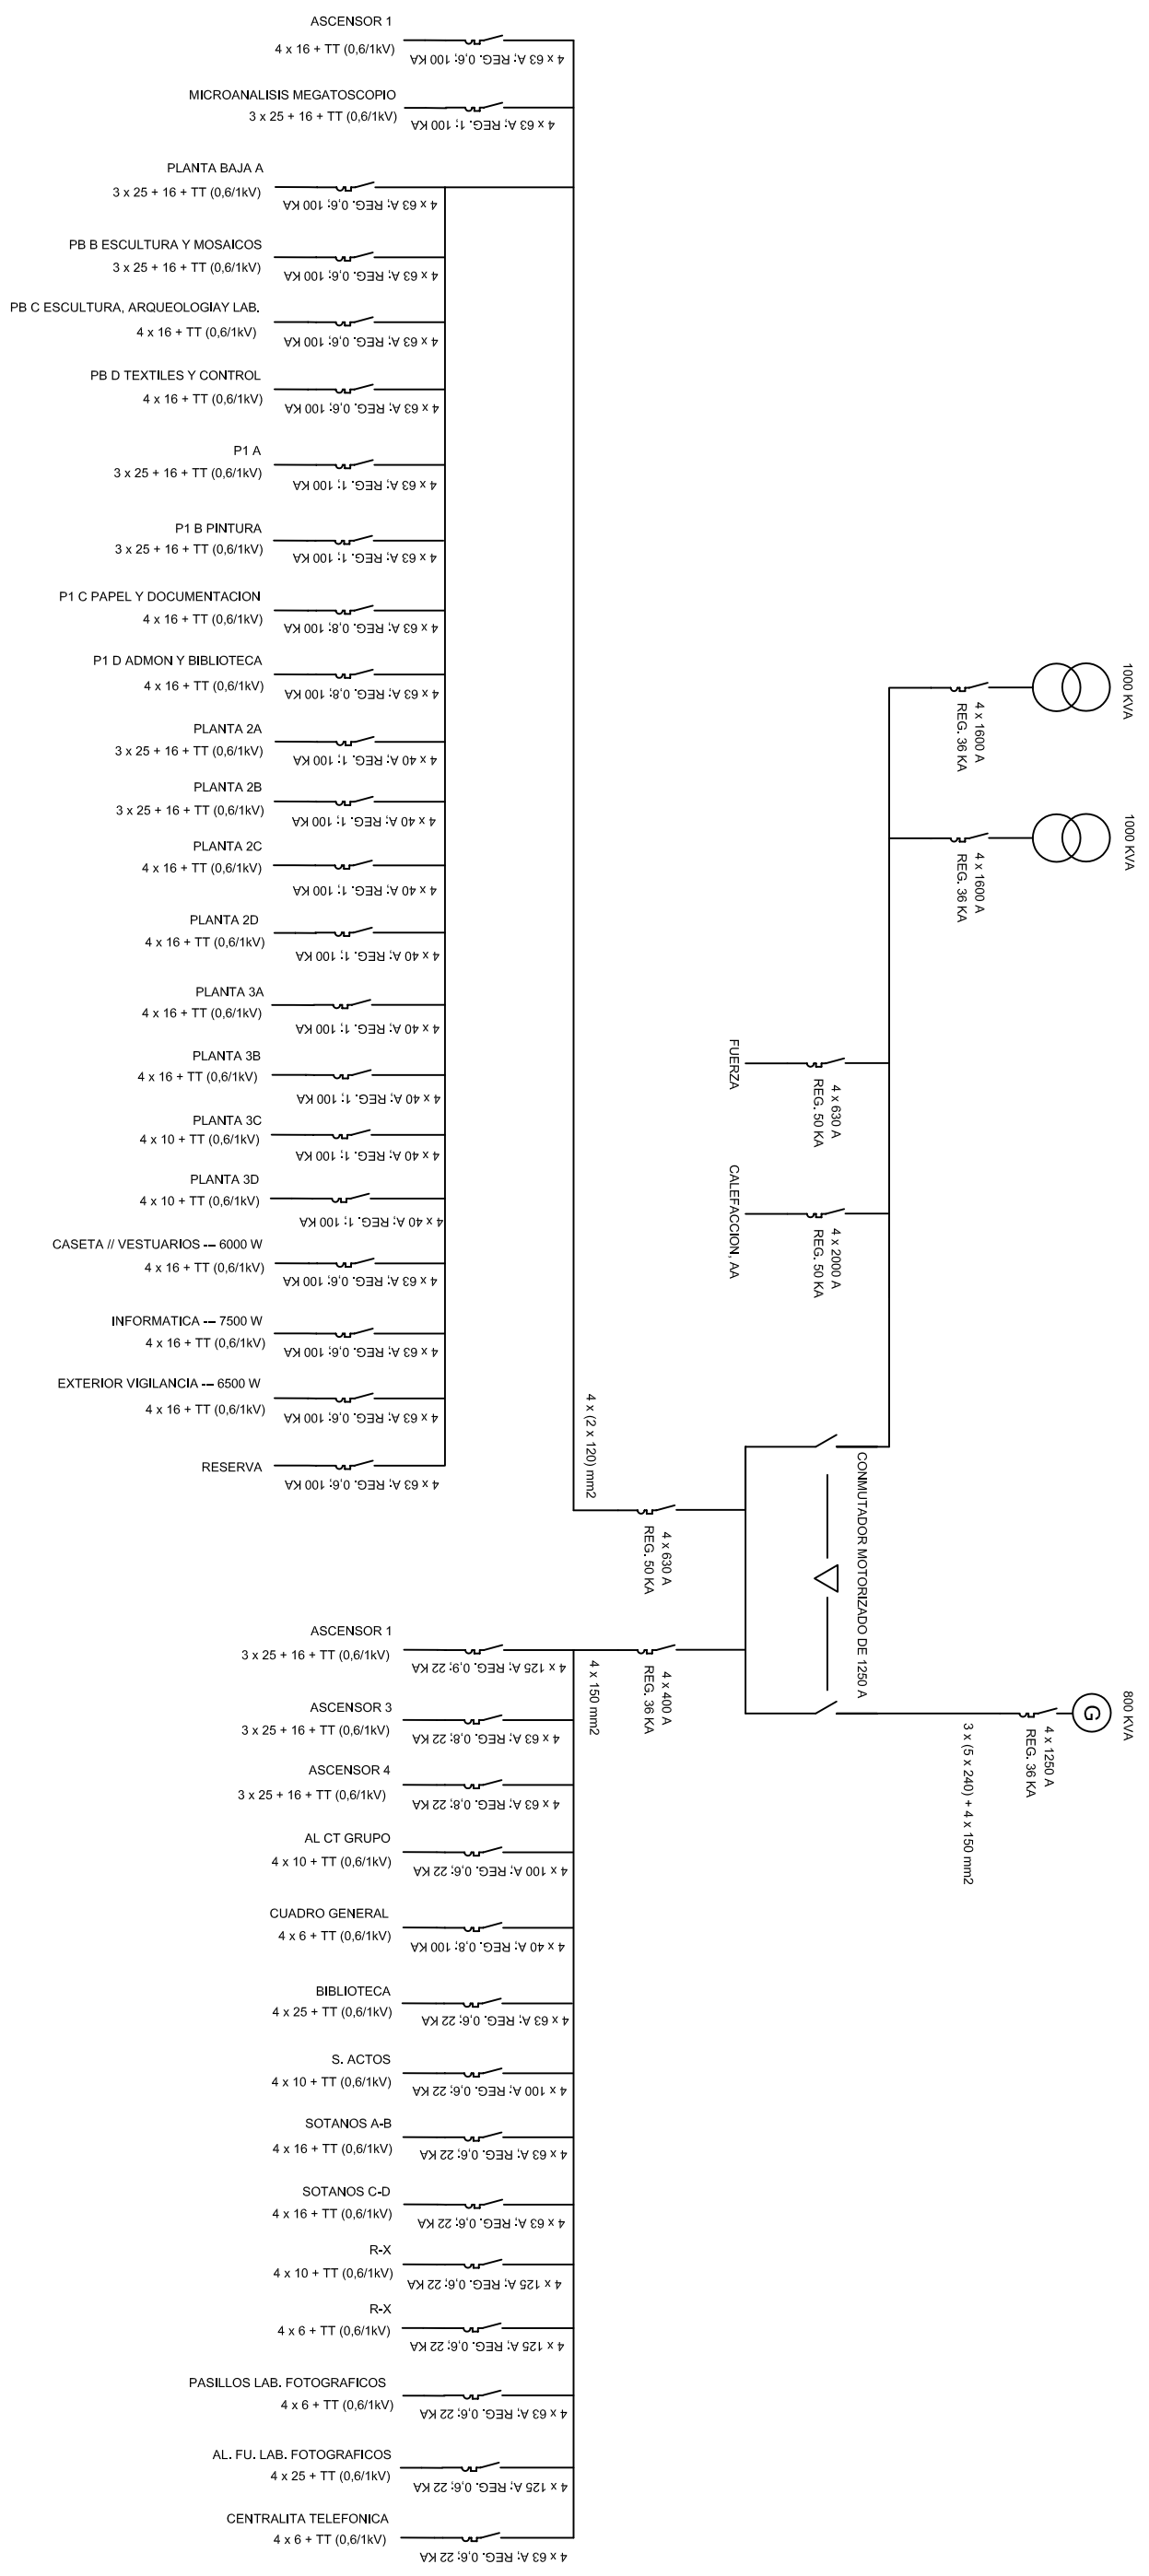 ASCENSOR 1
4 x 16 + TT (0,6/1kV)
4 x 63 A; REG. 0,6; 100 KA
MICROANALISIS MEGATOSCOPIO
3 x 25 + 16 + TT (0,6/1kV)
4 x 63 A; REG. 1; 100 KA
PLANTA BAJA A
3 x 25 + 16 + TT (0,6/1kV)
4 x 63 A; REG. 0,6; 100 KA
PB B ESCULTURA Y MOSAICOS
3 x 25 + 16 + TT (0,6/1kV)
4 x 63 A; REG. 0,6; 100 KA
PB C ESCULTURA, ARQUEOLOGIAY LAB.
4 x 16 + TT (0,6/1kV)
4 x 63 A; REG. 0,6; 100 KA
PB D TEXTILES Y CONTROL
4 x 16 + TT (0,6/1kV)
4 x 63 A; REG. 0,6; 100 KA
P1 A
3 x 25 + 16 + TT (0,6/1kV)
4 x 63 A; REG. 1; 100 KA
P1 B PINTURA
3 x 25 + 16 + TT (0,6/1kV)
4 x 63 A; REG. 1; 100 KA
P1 C PAPEL Y DOCUMENTACION
4 x 16 + TT (0,6/1kV)
4 x 63 A; REG. 0,8; 100 KA
P1 D ADMON Y BIBLIOTECA
4 x 16 + TT (0,6/1kV)
4 x 63 A; REG. 0,8; 100 KA
PLANTA 2A
3 x 25 + 16 + TT (0,6/1kV)
4 x 40 A; REG. 1; 100 KA
PLANTA 2B
3 x 25 + 16 + TT (0,6/1kV)
4 x 40 A; REG. 1; 100 KA
PLANTA 2C
4 x 16 + TT (0,6/1kV)
4 x 40 A; REG. 1; 100 KA
PLANTA 2D
4 x 16 + TT (0,6/1kV)
4 x 40 A; REG. 1; 100 KA
PLANTA 3A
4 x 16 + TT (0,6/1kV)
4 x 40 A; REG. 1; 100 KA
PLANTA 3B
4 x 16 + TT (0,6/1kV)
4 x 40 A; REG. 1; 100 KA
PLANTA 3C
4 x 10 + TT (0,6/1kV)
4 x 40 A; REG. 1; 100 KA
PLANTA 3D
4 x 10 + TT (0,6/1kV)
4 x 40 A; REG. 1; 100 KA
CASETA // VESTUARIOS --- 6000 W
4 x 16 + TT (0,6/1kV)
4 x 63 A; REG. 0,6; 100 KA
INFORMATICA --- 7500 W
4 x 16 + TT (0,6/1kV)
4 x 63 A; REG. 0,6; 100 KA
EXTERIOR VIGILANCIA --- 6500 W
4 x 16 + TT (0,6/1kV)
4 x 63 A; REG. 0,6; 100 KA
RESERVA
4 x 63 A; REG. 0,6; 100 KA
1000 KVA
4 x 1600 A
REG. 36 KA
1000 KVA
4 x 1600 A
REG. 36 KA
FUERZA
4 x 630 A
REG. 50 KA
CALEFACCION, AA
4 x 2000 A
REG. 50 KA
4 x (2 x 120) mm2
4 x 630 A
REG. 50 KA
CONMUTADOR MOTORIZADO DE 1250 A
4 x 150 mm2
4 x 400 A
REG. 36 KA
800 KVA
G
4 x 1250 A
REG. 36 KA
3 x (5 x 240) + 4 x 150 mm2
ASCENSOR 1
3 x 25 + 16 + TT (0,6/1kV)
4 x 125 A; REG. 0,9; 22 KA
ASCENSOR 3
3 x 25 + 16 + TT (0,6/1kV)
4 x 63 A; REG. 0,8; 22 KA
ASCENSOR 4
3 x 25 + 16 + TT (0,6/1kV)
4 x 63 A; REG. 0,8; 22 KA
AL CT GRUPO
4 x 10 + TT (0,6/1kV)
4 x 100 A; REG. 0,6; 22 KA
CUADRO GENERAL
4 x 6 + TT (0,6/1kV)
4 x 40 A; REG. 0,8; 100 KA
BIBLIOTECA
4 x 25 + TT (0,6/1kV)
4 x 63 A; REG. 0,6; 22 KA
S. ACTOS
4 x 10 + TT (0,6/1kV)
4 x 100 A; REG. 0,6; 22 KA
SOTANOS A-B
4 x 16 + TT (0,6/1kV)
4 x 63 A; REG. 0,6; 22 KA
SOTANOS C-D
4 x 16 + TT (0,6/1kV)
4 x 63 A; REG. 0,6; 22 KA
R-X
4 x 10 + TT (0,6/1kV)
4 x 125 A; REG. 0,6; 22 KA
R-X
4 x 6 + TT (0,6/1kV)
4 x 125 A; REG. 0,6; 22 KA
PASILLOS LAB. FOTOGRAFICOS
4 x 6 + TT (0,6/1kV)
4 x 63 A; REG. 0,6; 22 KA
AL. FU. LAB. FOTOGRAFICOS
4 x 25 + TT (0,6/1kV)
4 x 125 A; REG. 0,6; 22 KA
CENTRALITA TELEFONICA
4 x 6 + TT (0,6/1kV)
4 x 63 A; REG. 0,6; 22 KA